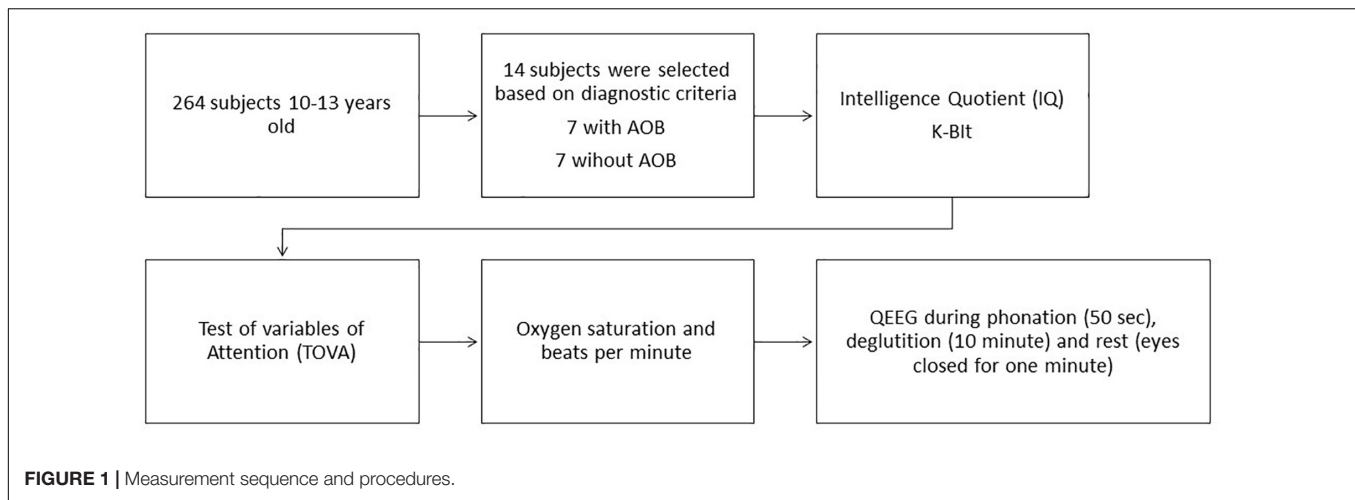 264 subjects 10-13 years
old
14 subjects were selected
based on diagnostic criteria
7 with AOB
7 wihout AOB
Intelligence Quotient (IQ)
K-BIt
Test of variables of
Attention (TOVA)
Oxygen saturation and
beats per minute
QEEG during phonation (50 sec),
deglutition (10 minute) and rest (eyes
closed for one minute)
FIGURE 1 | Measurement sequence and procedures.